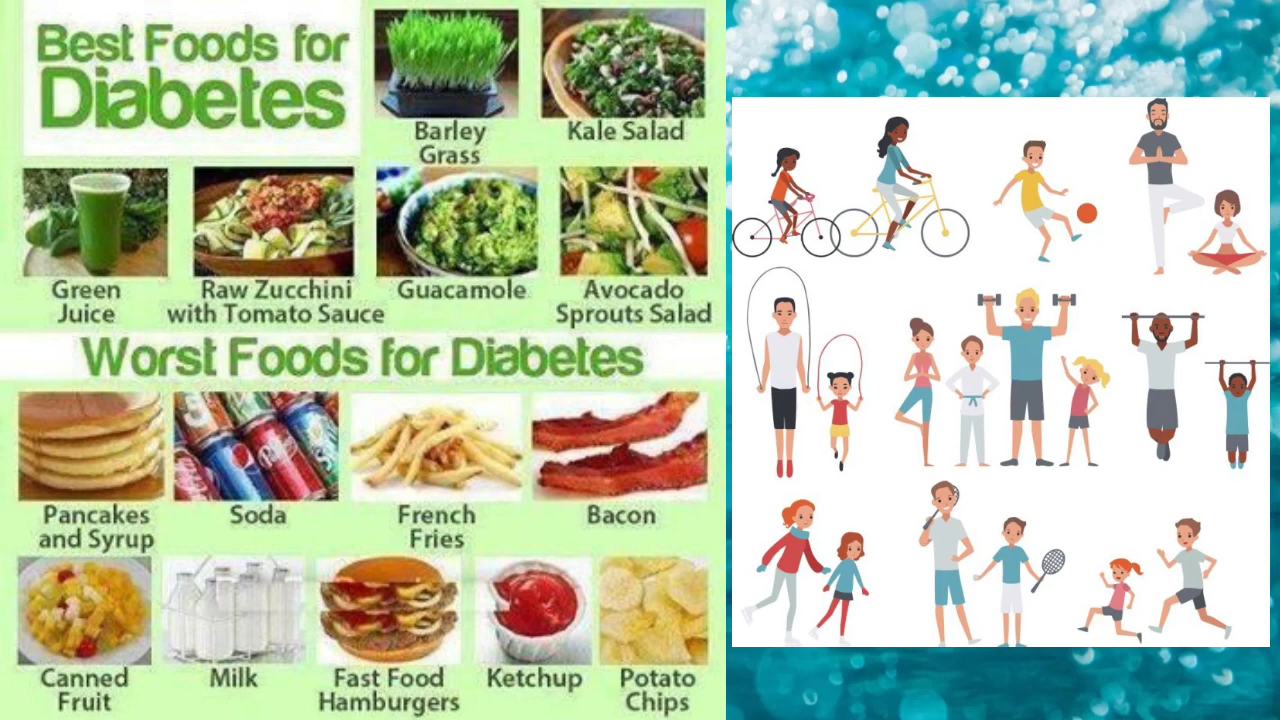 Best Foods for
Diabetes
Barley
Grass
Kale Salad
Green
Juice
Raw Zucchini
with Tomato Sauce
Guacamole
Avocado
Sprouts Salad
Worst Foods for Diabetes
Pancakes
and Syrup
Soda
French
Fries
Bacon
Canned
Fruit
Milk
Fast Food
Hamburgers
Ketchup
Potato
Chips